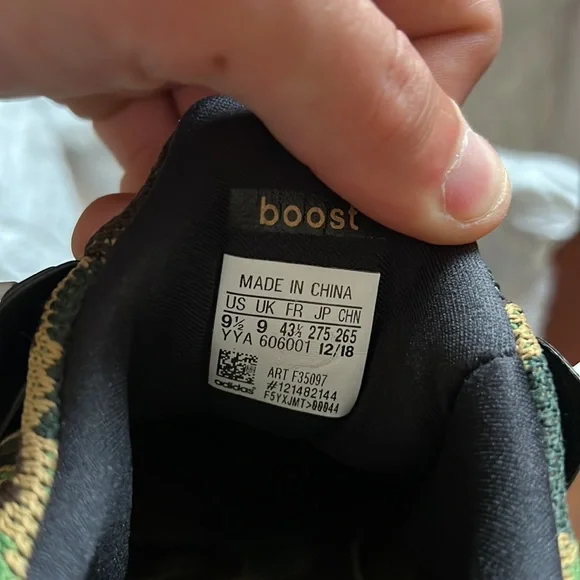 boost
MADE IN CHINA
US UK FR JP CHN
9½ 9 43⅓ 275 265
YYA 606001 12/18
ART F35097
#121482144
adidas
F5YXJMT>00044